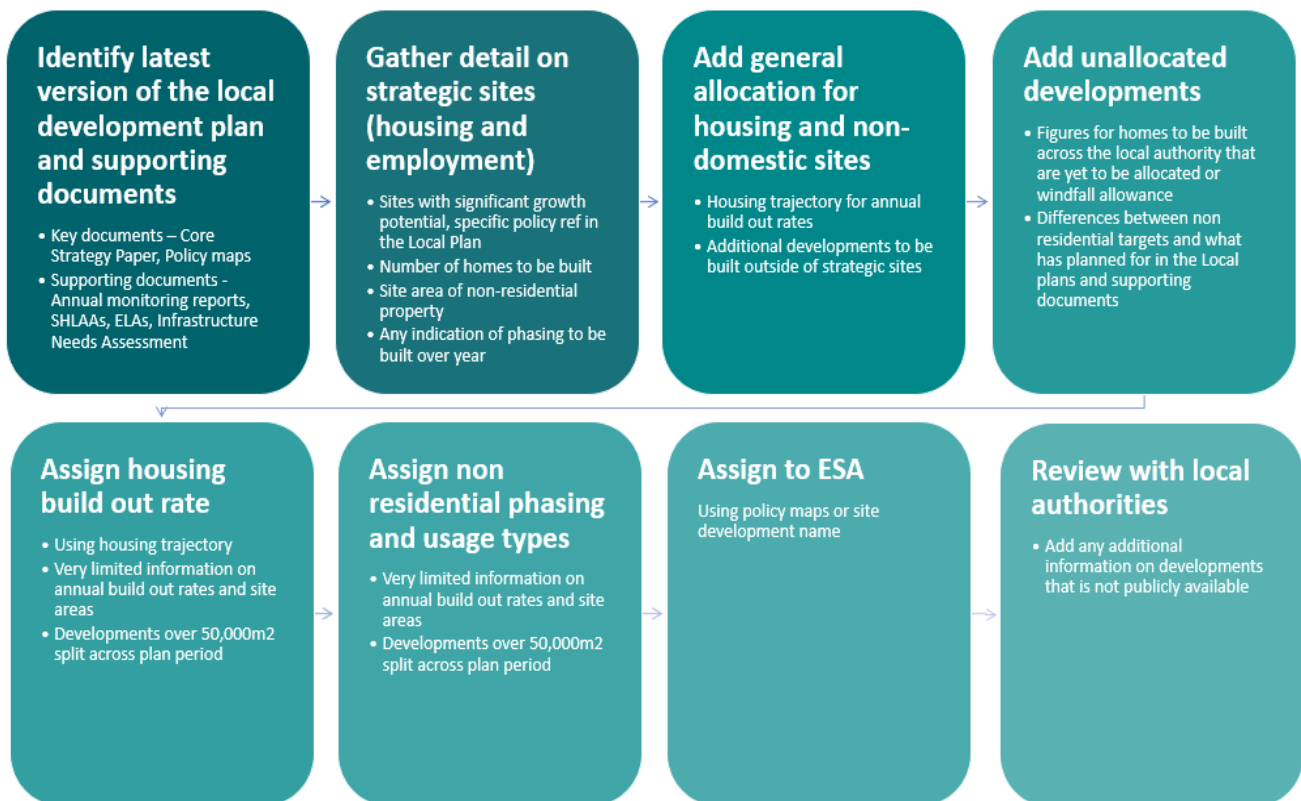 Identify latest
version of the local
development plan
and supporting
documents
• Key documents – Core
Strategy Paper, Policy maps
• Supporting documents -
Annual monitoring reports,
SHLAAs, ELAs, Infrastructure
Needs Assessment
Gather detail on
strategic sites
(housing and
employment)
• Sites with significant growth
potential, specific policy ref in
the Local Plan
• Number of homes to be built
• Site area of non-residential
property
• Any indication of phasing to be
built over year
Add general
allocation for
housing and non-
domestic sites
• Housing trajectory for annual
build out rates
• Additional developments to be
built outside of strategic sites
Add unallocated
developments
• Figures for homes to be built
across the local authority that
are yet to be allocated or
windfall allowance
• Differences between non
residential targets and what
has planned for in the Local
plans and supporting
documents
Assign housing
build out rate
• Using housing trajectory
• Very limited information on
annual build out rates and site
areas
• Developments over 50,000m2
split across plan period
Assign non
residential phasing
and usage types
• Very limited information on
annual build out rates and site
areas
• Developments over 50,000m2
split across plan period
Assign to ESA
Using policy maps or site
development name
Review with local
authorities
• Add any additional
information on developments
that is not publicly available